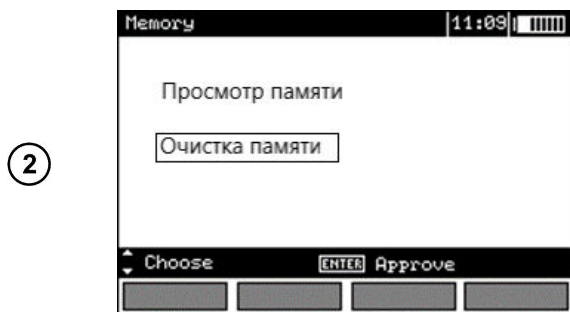 Memory 11:09
Просмотр памяти
Очистка памяти
2
Choose ENTER Approve